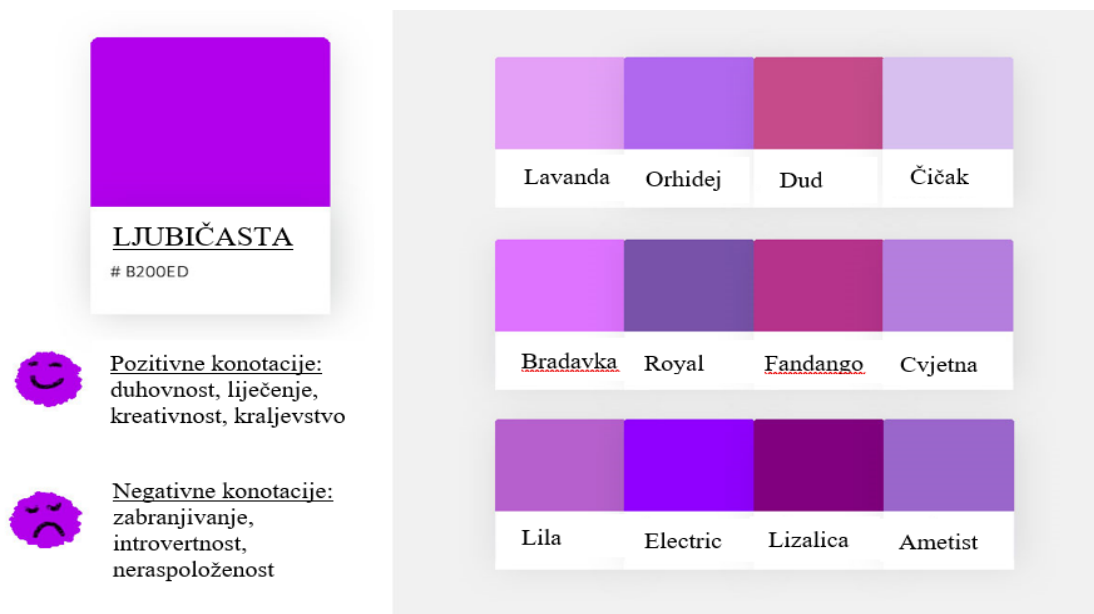 LJUBIČASTA
# B200ED
Pozitivne konotacije:
duhovnost, liječenje,
kreativnost, kraljevstvo
Negativne konotacije:
zabranjivanje,
introvertnost,
neraspoloženost
Lavanda Orhidej Dud Čičak
Bradavka Royal Fandango Cvjetna
Lila Electric Lizalica Ametist